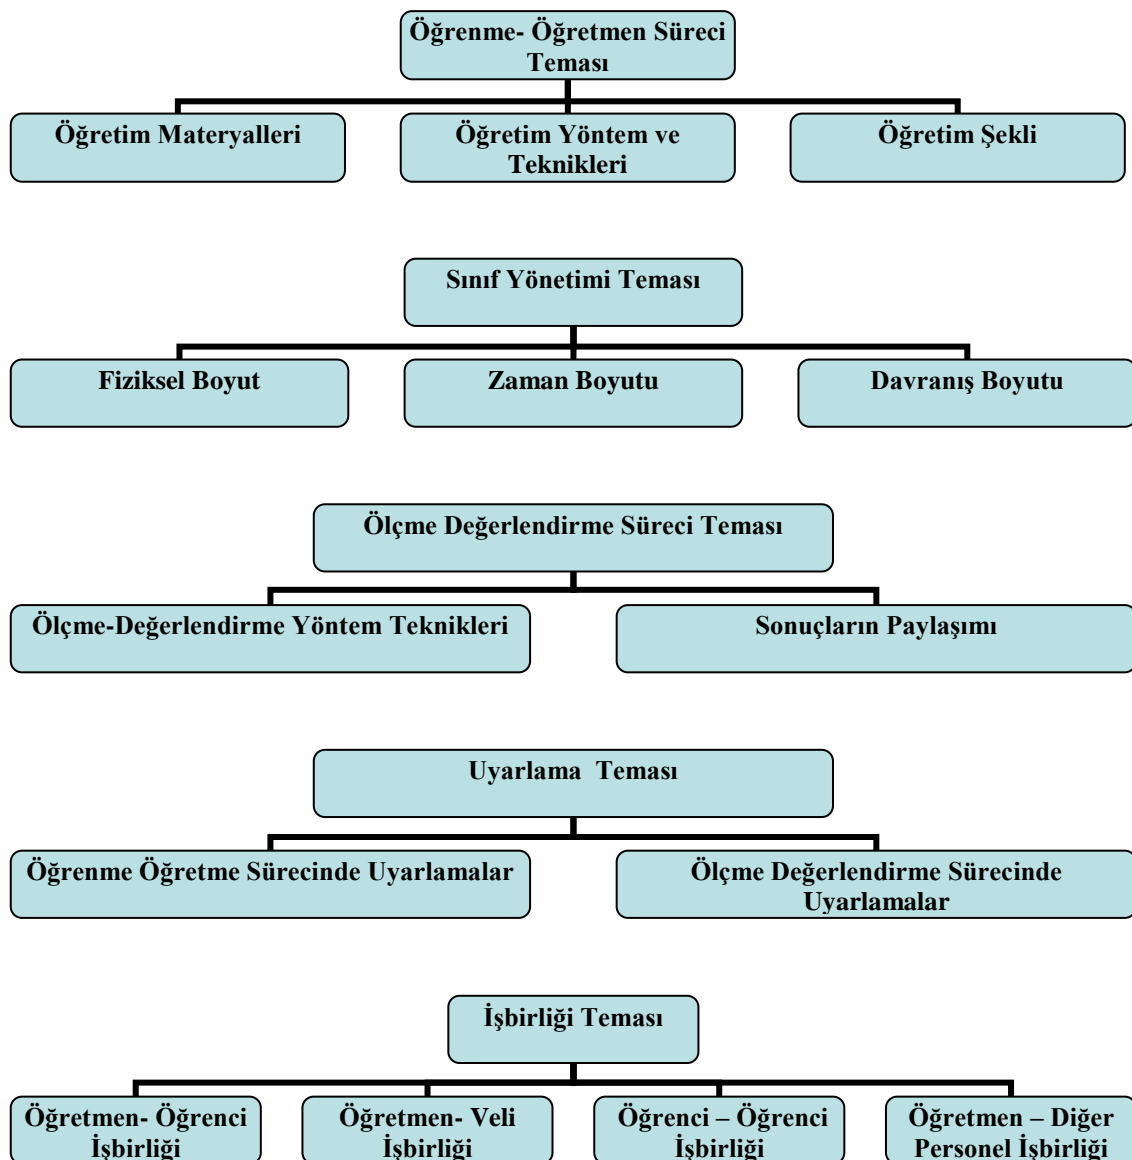 Öğrenme- Öğretmen Süreci
Teması
Öğretim Materyalleri
Öğretim Yöntem ve
Teknikleri
Öğretim Şekli
Sınıf Yönetimi Teması
Fiziksel Boyut
Zaman Boyutu
Davranış Boyutu
Ölçme Değerlendirme Süreci Teması
Ölçme-Değerlendirme Yöntem Teknikleri
Sonuçların Paylaşımı
Uyarlama Teması
Öğrenme Öğretme Sürecinde Uyarlamalar
Ölçme Değerlendirme Sürecinde
Uyarlamalar
İşbirliği Teması
Öğretmen- Öğrenci
İşbirliği
Öğretmen- Veli
İşbirliği
Öğrenci – Öğrenci
İşbirliği
Öğretmen – Diğer
Personel İşbirliği